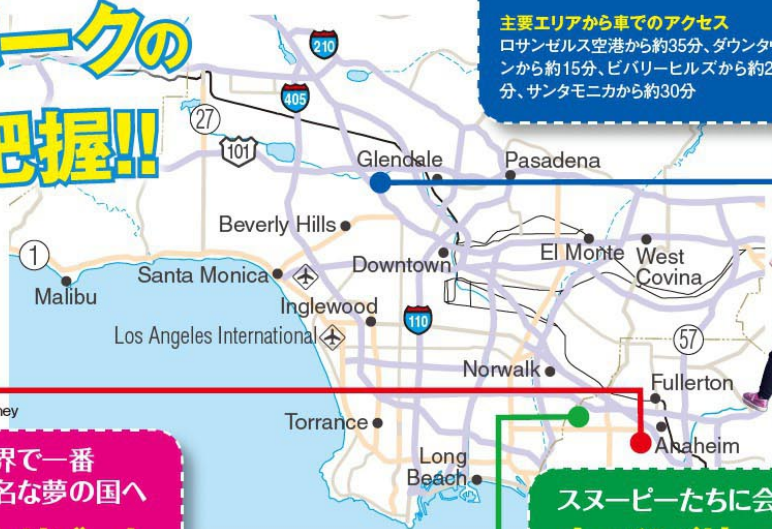 ークの
把握!!
主要エリアから車でのアクセス
ロサンゼルス空港から約35分、ダウンタ
ンから約15分、ビバリーヒルズから約2
分、サンタモニカから約30分
210
405
27
101
Glendale
Pasadena
Beverly Hills
1
Malibu
Santa Monica
Downtown
El Monte
West
Covina
Inglewood
Los Angeles International
110
57
Norwalk
Fullerton
ney
Torrance
Anaheim
Long
Beach
界で一番
名な夢の国へ
スヌーピーたちに会